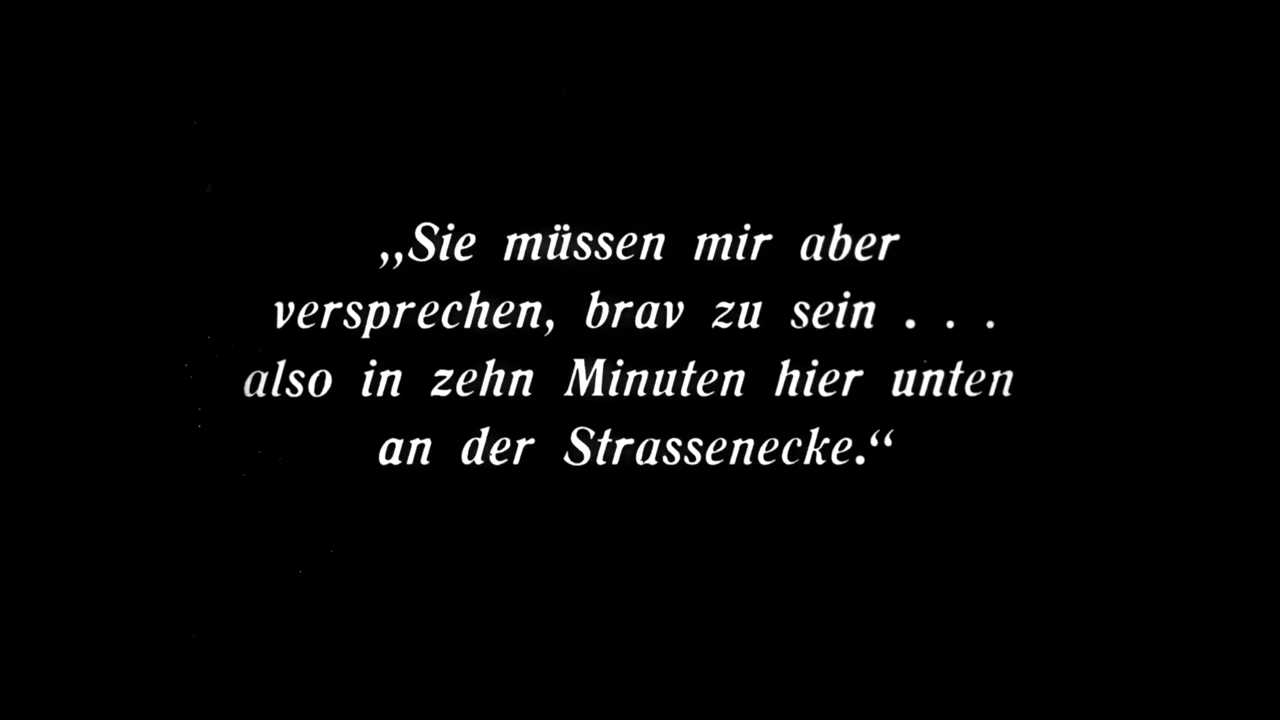 „Sie müssen mir aber
versprechen, brav zu sein . . .
also in zehn Minuten hier unten
an der Strassenecke.“